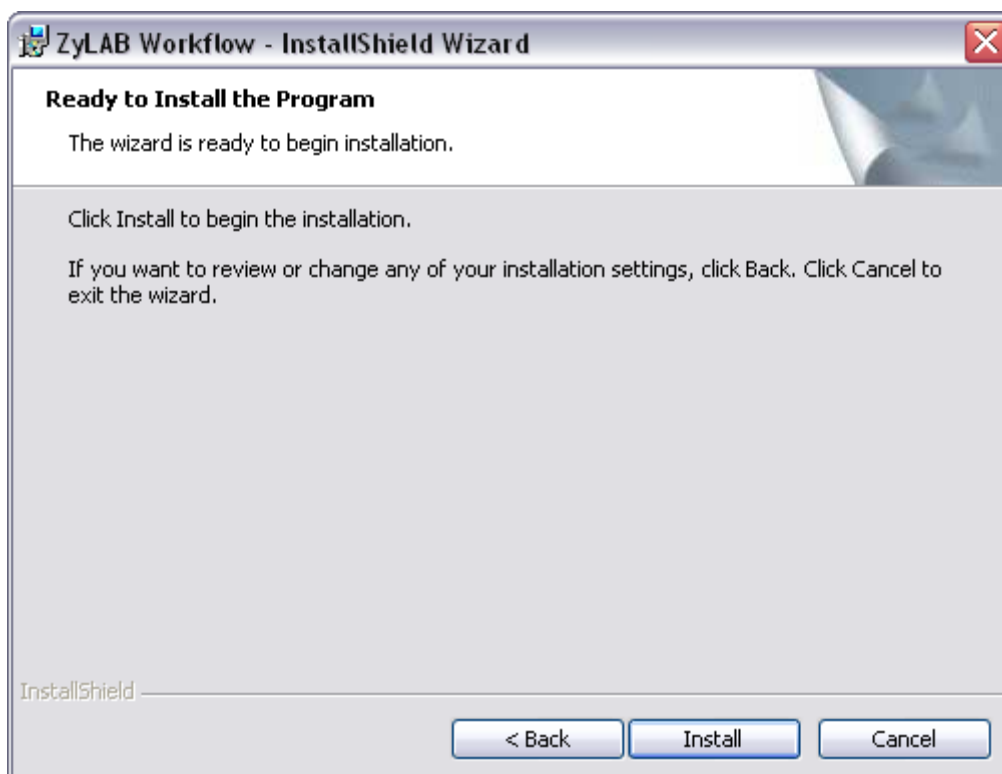 ZyLAB Workflow - InstallShield Wizard
Ready to Install the Program
The wizard is ready to begin installation.
Click Install to begin the installation.
If you want to review or change any of your installation settings, click Back. Click Cancel to
exit the wizard.
InstallShield
< Back
Install
Cancel